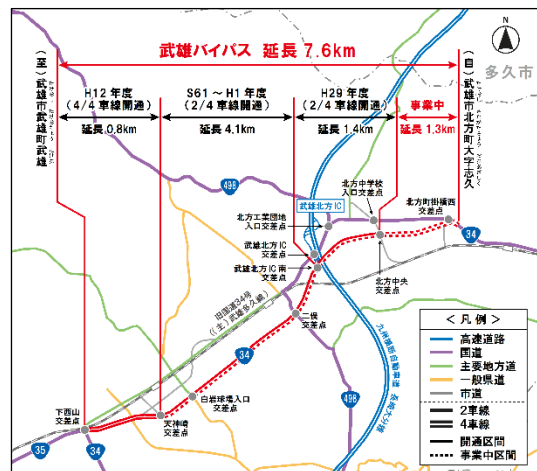 武雄バイパス 延長 7.6km
N
多久市
(至)武雄市武雄町武雄
(自)武雄市北方町大字志久
H12 年度
(4/4 車線開通)
延長 0.8km
S61 ～ H1 年度
(2/4 車線開通)
延長 4.1km
H29 年度
(2/4 車線開通)
延長 1.4km
事業中
延長 1.3km
498
武雄北方IC
北方工業団地
入口交差点
北方中学校
入口交差点
北方町掛橋西
交差点
34
武雄北方IC
交差点
武雄北方IC南
交差点
北方中央
交差点
旧国道34号
((主)武雄多久線)
二俣
交差点
34
九州横断自動車道 長崎大分線
白岩球場入口
交差点
天神崎
交差点
下西山
交差点
35
34
498
＜ 凡 例 ＞
高速道路
国道
主要地方道
一般県道
市道
2車線
4車線
開通区間
事業中区間